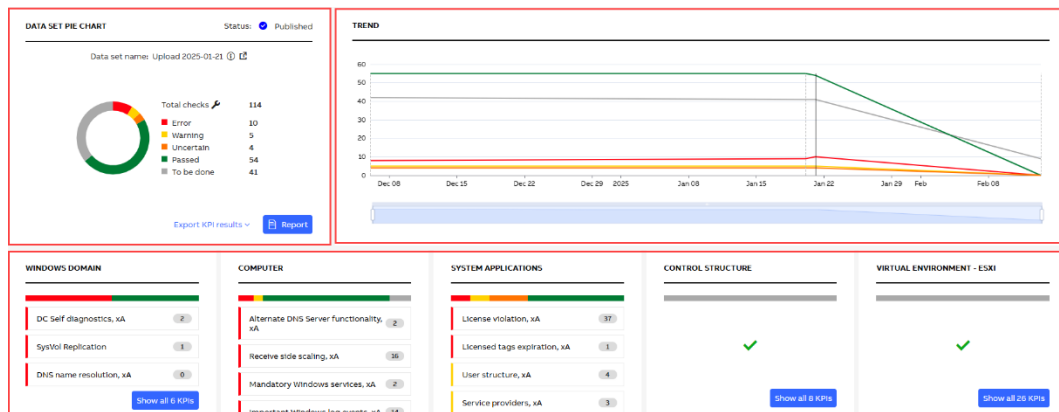 DATA SET PIE CHART
Status: Published
Data set name: Upload 2025-01-21
Total checks 114
Error 10
Warning 5
Uncertain 4
Passed 54
To be done 41
Export KPI results
Report
TREND
60
50
40
30
20
10
0
Dec 08 Dec 15 Dec 22 Dec 29 2025 Jan 08 Jan 15 Jan 22 Jan 29 Feb Feb 08
WINDOWS DOMAIN
DC Self diagnostics, xA 2
SysVol Replication 1
DNS name resolution, xA 0
Show all 6 KPIs
COMPUTER
Alternate DNS Server functionality,
xA 2
Receive side scaling, xA 16
Mandatory Windows services, xA 2
Important Windows log events, xA 14
SYSTEM APPLICATIONS
License violation, xA 37
Licensed tags expiration, xA 1
User structure, xA 4
Service providers, xA 3
CONTROL STRUCTURE
Show all 8 KPIs
VIRTUAL ENVIRONMENT - ESXI
Show all 26 KPIs